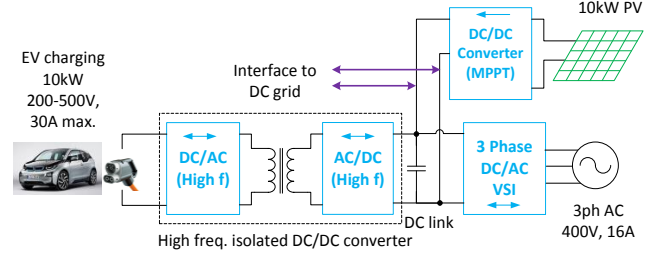 10kW PV
DC/DC
Converter
(MPPT)
EV charging
10kW
200-500V,
30A max.
Interface to
DC grid
DC/AC
(High f)
AC/DC
(High f)
3 Phase
DC/AC
VSI
DC link
3ph AC
400V, 16A
High freq. isolated DC/DC converter